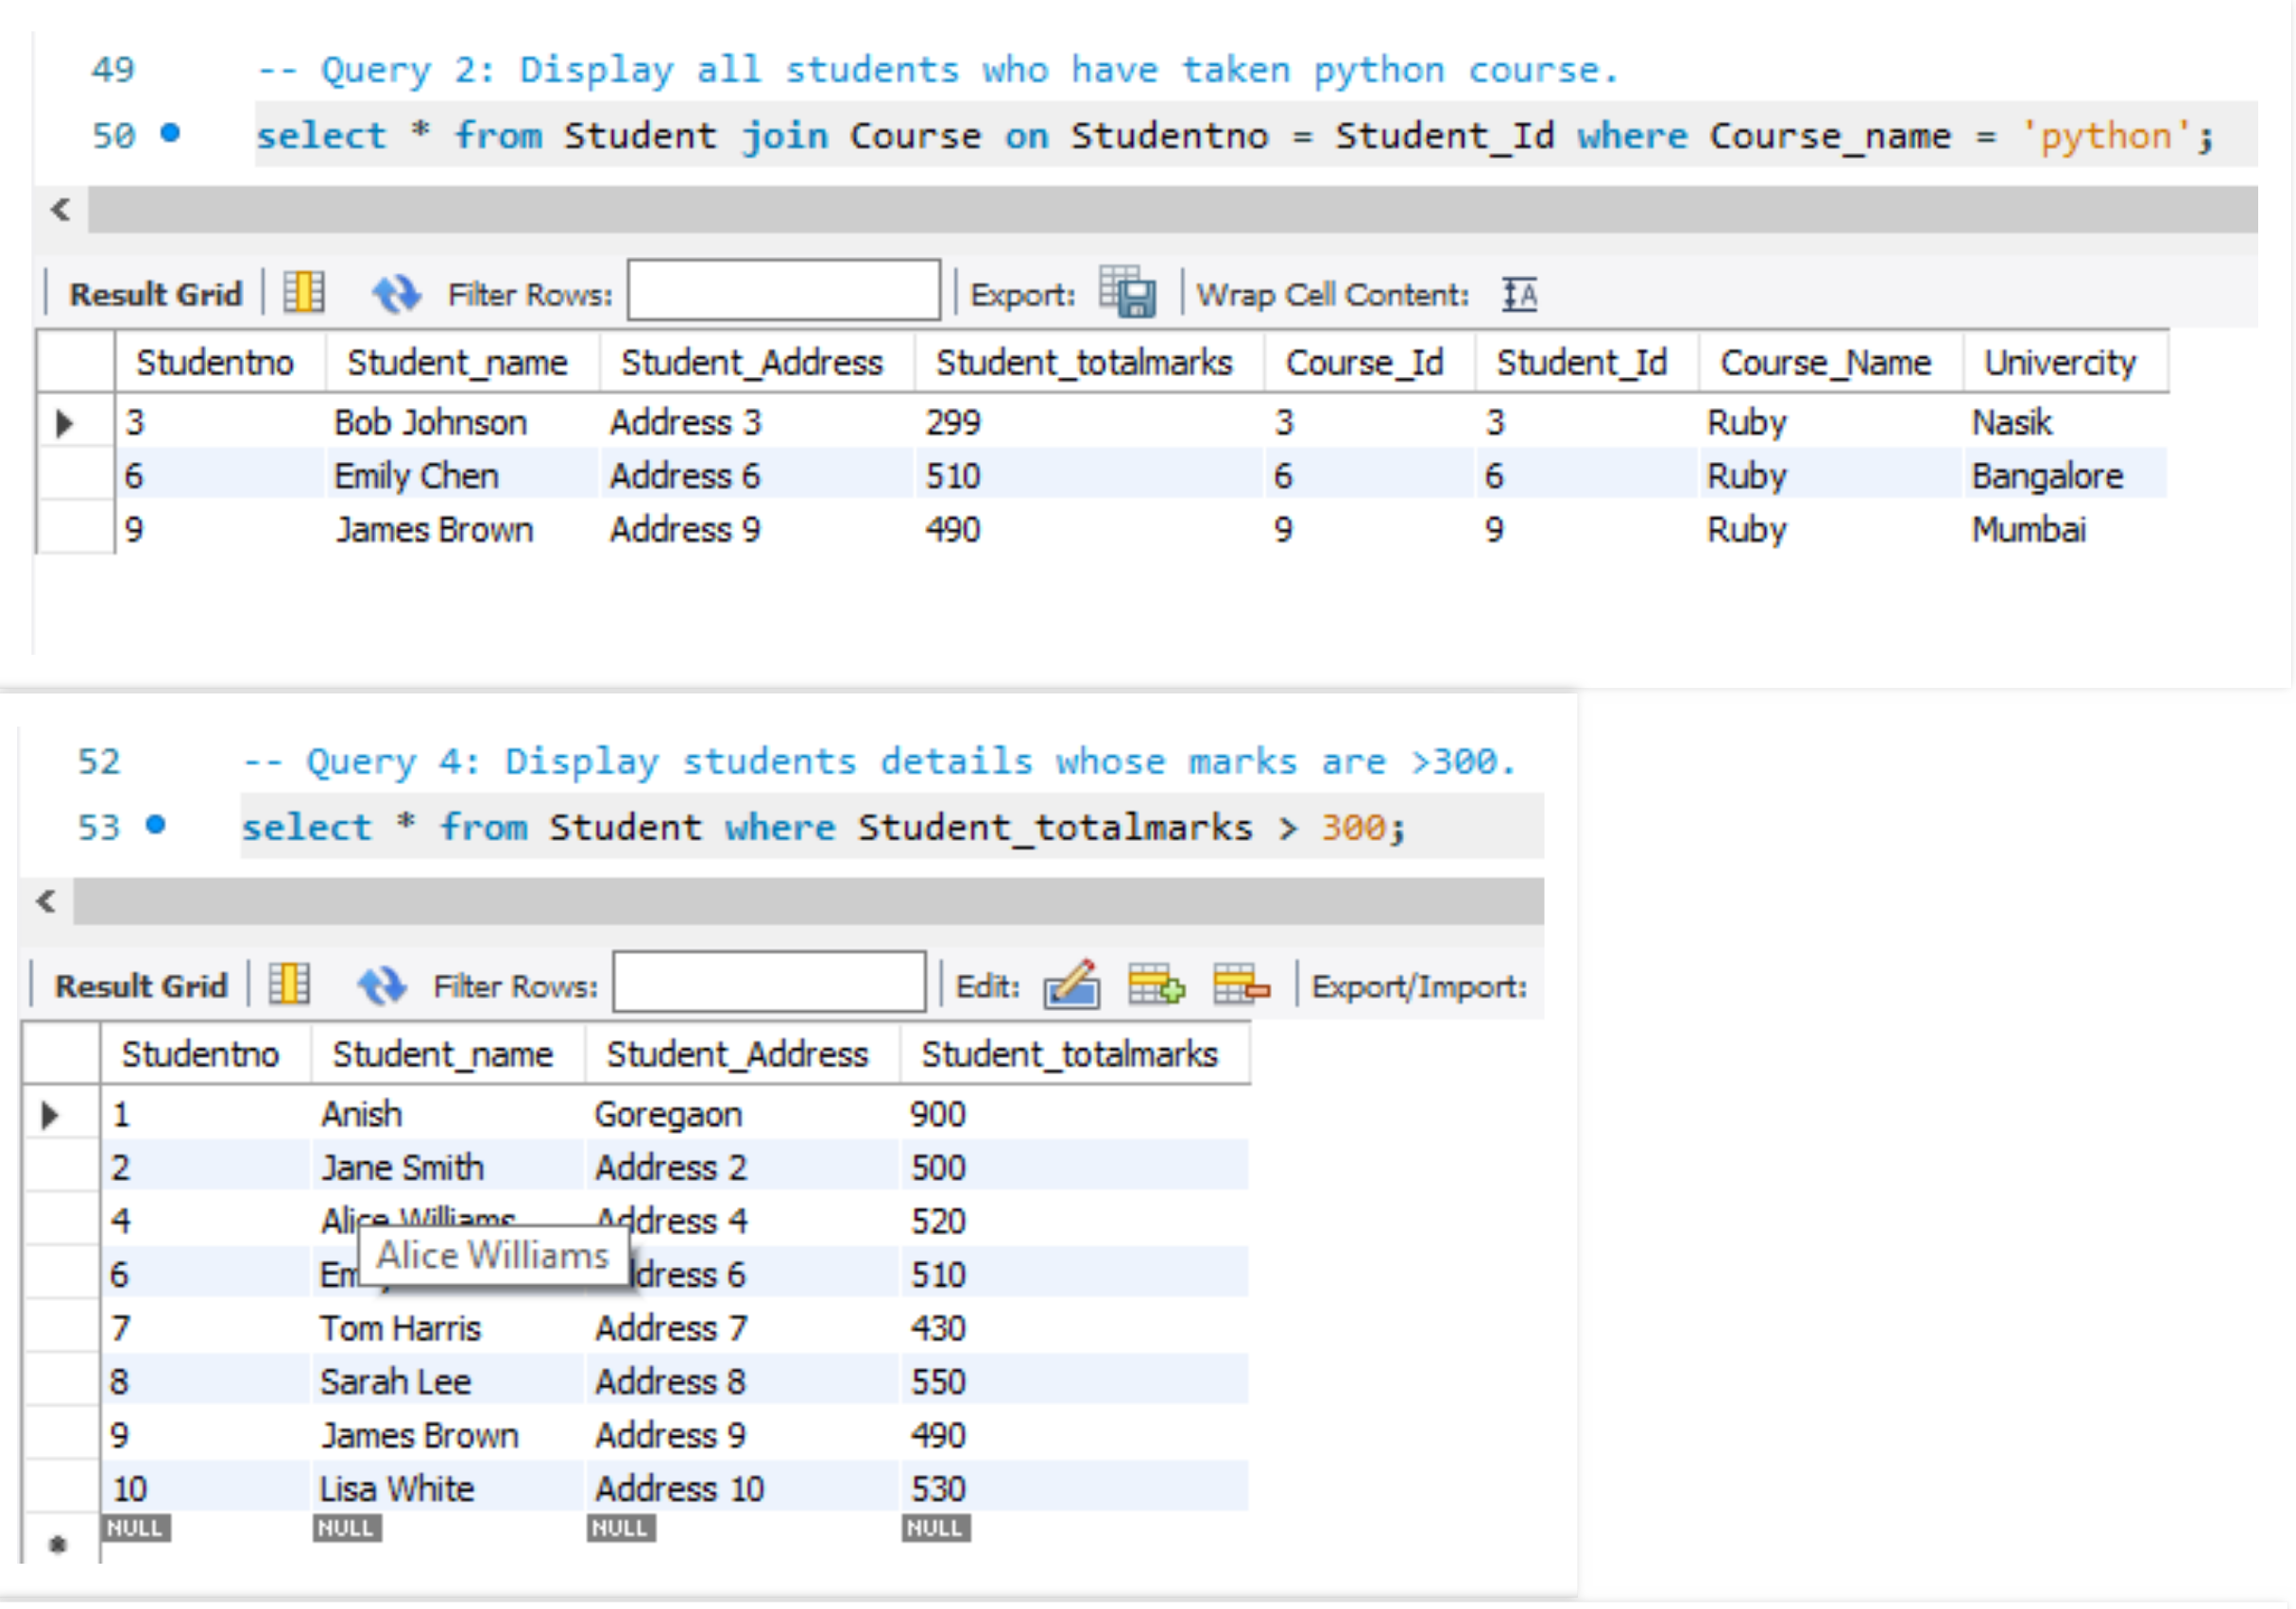 49 -- Query 2: Display all students who have taken python course.
50 select * from Student join Course on Studentno = Student_Id where Course_name = 'python';
Result Grid Filter Rows: Export: Wrap Cell Content: IA
Studentno Student_name Student_Address Student_totalmarks Course_Id Student_Id Course_Name Univercity
3 Bob Johnson Address 3 299 3 3 Ruby Nasik
6 Emily Chen Address 6 510 6 6 Ruby Bangalore
9 James Brown Address 9 490 9 9 Ruby Mumbai
52 -- Query 4: Display students details whose marks are >300.
53 select * from Student where Student_totalmarks > 300;
Result Grid Filter Rows: Edit: Export/Import:
Studentno Student_name Student_Address Student_totalmarks
1 Anish Goregaon 900
2 Jane Smith Address 2 500
4 Alice Williams Address 4 520
Alice Williams
6 510
7 Tom Harris Address 7 430
8 Sarah Lee Address 8 550
9 James Brown Address 9 490
10 Lisa White Address 10 530
NULL NULL NULL NULL